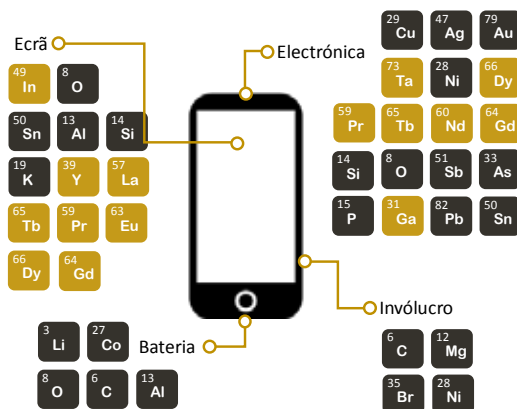 Ecrã
49 In 8 O
50 Sn 13 Al 14 Si
19 K 39 Y 57 La
65 Tb 59 Pr 63 Eu
66 Dy 64 Gd
Electrónica
29 Cu 47 Ag 79 Au
73 Ta 28 Ni 66 Dy
59 Pr 65 Tb 60 Nd 64 Gd
14 Si 8 O 51 Sb 33 As
15 P 31 Ga 82 Pb 50 Sn
Bateria
3 Li 27 Co
8 O 6 C 13 Al
Invólucro
6 C 12 Mg
35 Br 28 Ni